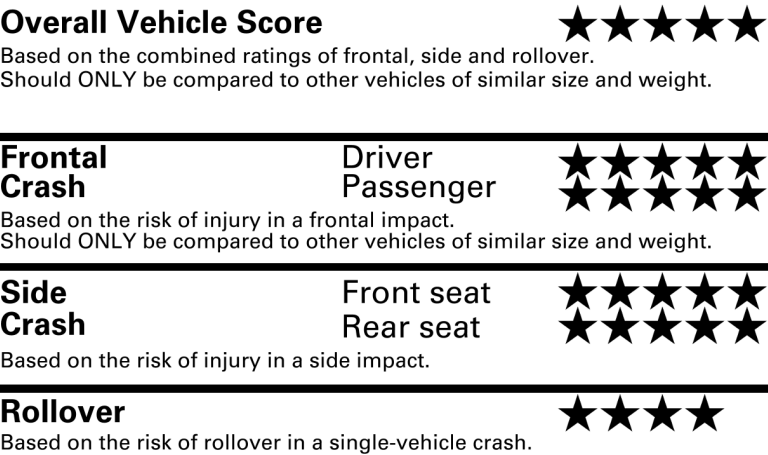 Overall Vehicle Score ★★★★★
Based on the combined ratings of frontal, side and rollover.
Should ONLY be compared to other vehicles of similar size and weight.
Frontal Driver ★★★★★
Crash Passenger ★★★★★
Based on the risk of injury in a frontal impact.
Should ONLY be compared to other vehicles of similar size and weight.
Side Front seat ★★★★★
Crash Rear seat ★★★★★
Based on the risk of injury in a side impact.
Rollover ★★★★
Based on the risk of rollover in a single-vehicle crash.